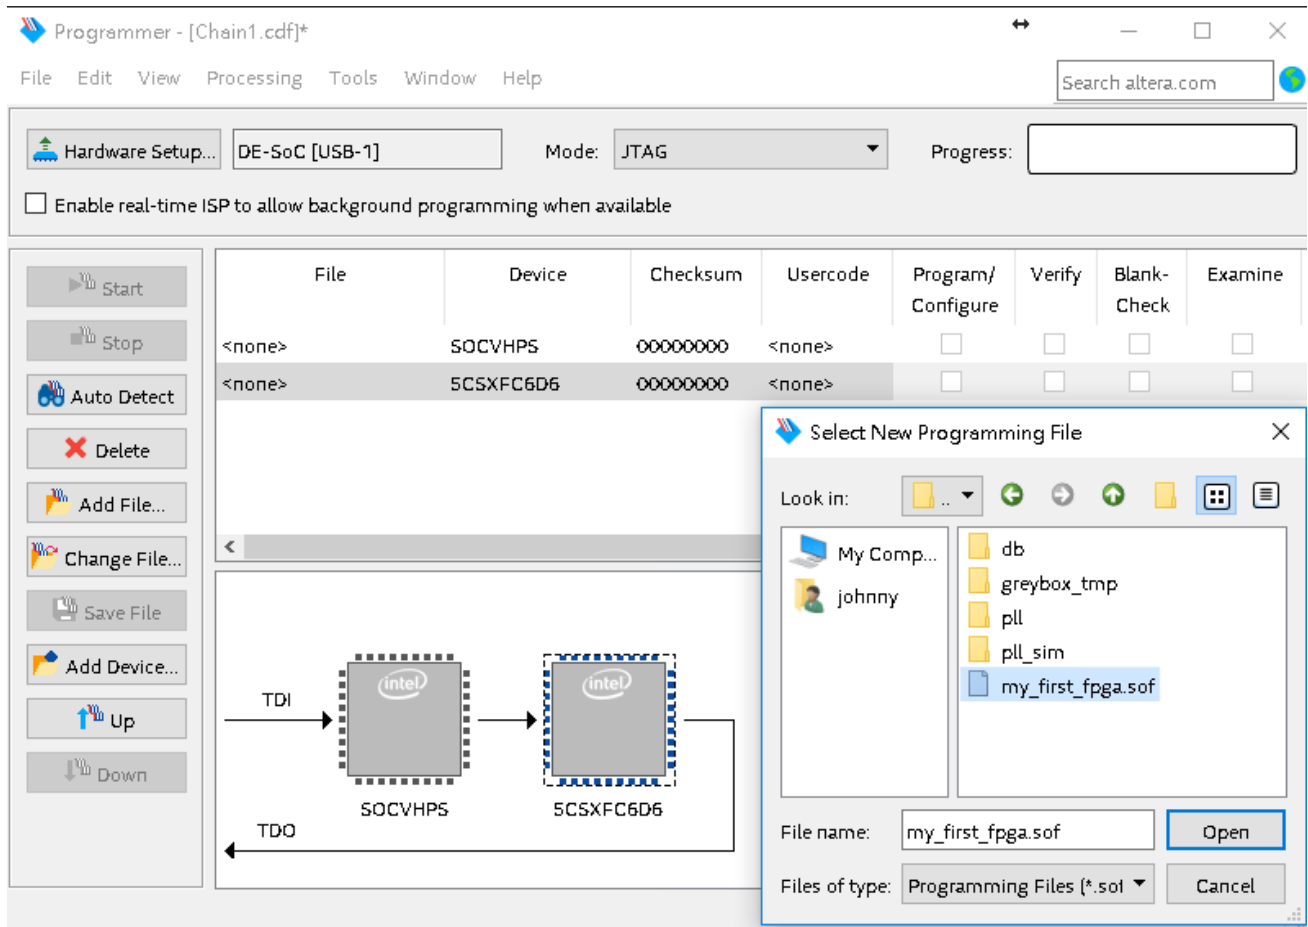 Programmer - [Chain1.cdf]*
File Edit View Processing Tools Window Help
Search altera.com
Hardware Setup... DE-SoC [USB-1] Mode: JTAG Progress:
Enable real-time ISP to allow background programming when available
Start
Stop
Auto Detect
Delete
Add File...
Change File...
Save File
Add Device...
Up
Down
File Device Checksum Usercode Program/ Configure Verify Blank- Check Examine
<none> SOCVHPS 00000000 <none>
<none> 5CSXFC6D6 00000000 <none>
TDI
intel
intel
SOCVHPS
5CSXFC6D6
TDO
Select New Programming File
Look in: ..
My Comp...
johnny
db
greybox_tmp
pll
pll_sim
my_first_fpga.sof
File name: my_first_fpga.sof Open
Files of type: Programming Files (*.sof Cancel